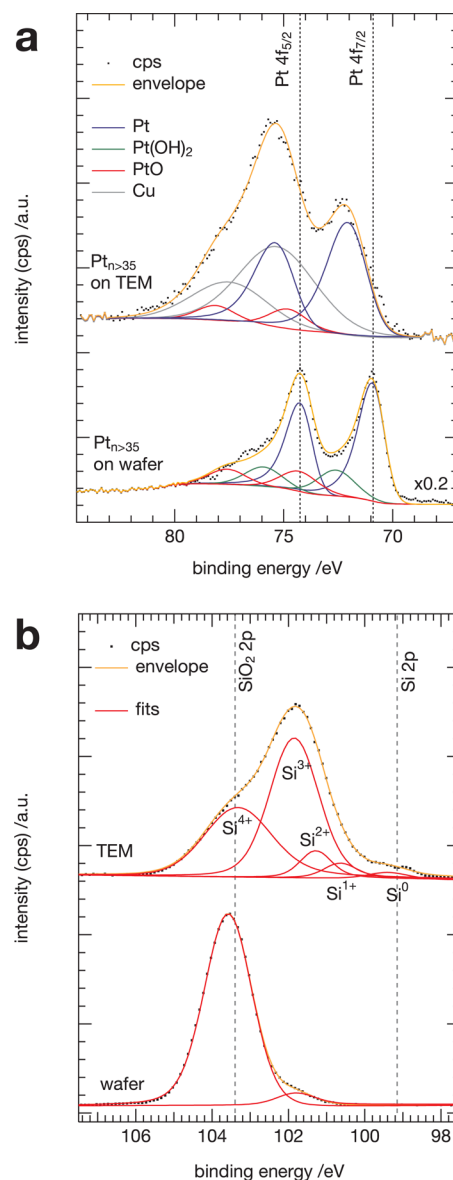 a
cps
envelope
Pt
Pt(OH)2
PtO
Cu
Pt 4f5/2
Pt 4f7/2
Ptn>35
on TEM
Ptn>35
on wafer
x0.2
intensity (cps) /a.u.
80 75 70
binding energy /eV
b
cps
envelope
fits
SiO2 2p
Si 2p
Si4+
Si3+
Si2+
Si1+
Si0
TEM
wafer
intensity (cps) /a.u.
106 104 102 100 98
binding energy /eV